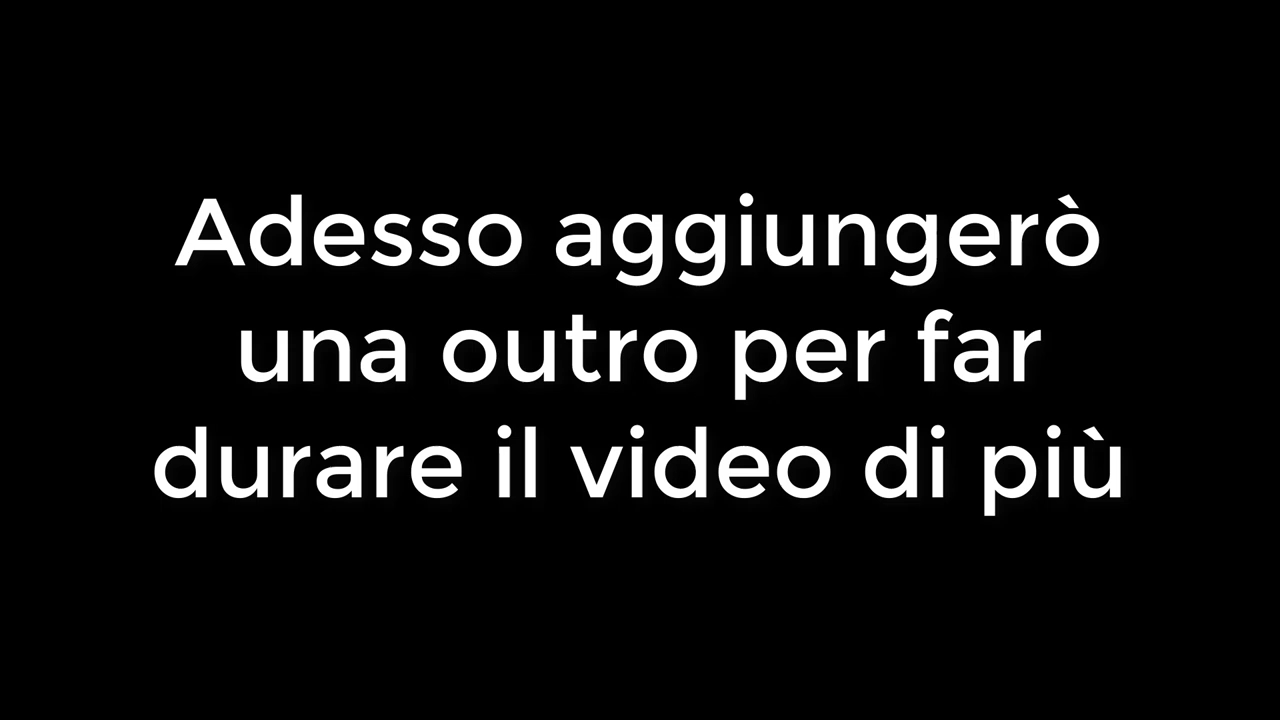 Adesso aggiungerò
una outro per far
durare il video di più